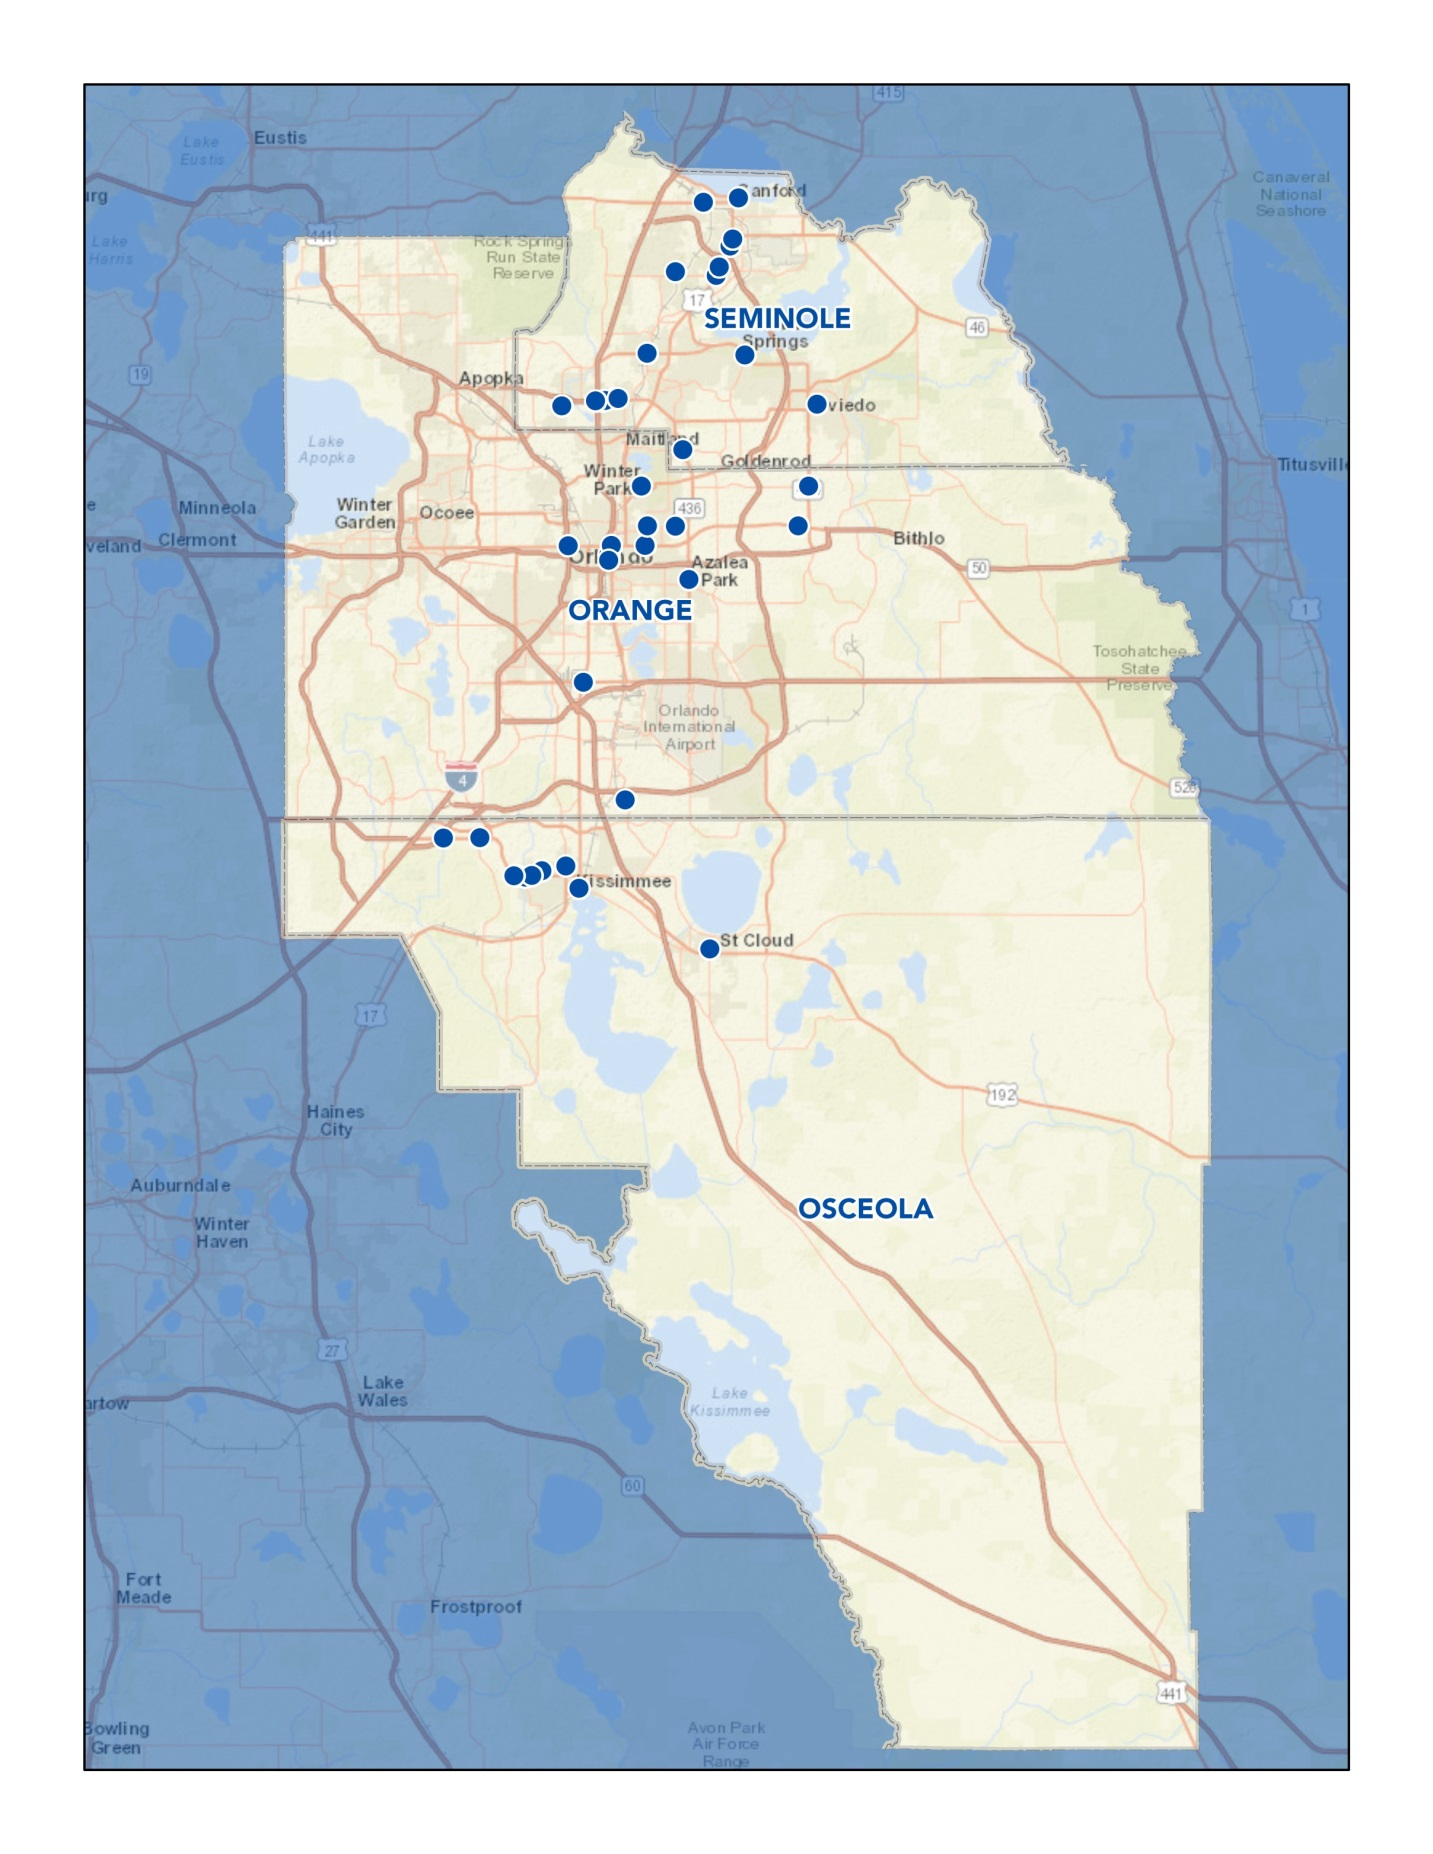 415
Eustis
Lake
Eustis
Canaveral
National
Seashore
urg
anford
441
Lake
Harris
Rock Spring
Run State
Reserve
17
SEMINOLE
Springs
46
19
Apopka
viedo
Maitland
Lake
Apopka
Goldenrod
Titusville
Winter
Park
e
Minneola
Winter
Garden
Ocoee
436
veland
Clermont
Bithlo
Orlando
Azalea
Park
50
ORANGE
1
Tosohatchee
State
Preserve
Orlando
International
Airport
4
528
Kissimmee
St Cloud
17
192
Haines
City
Auburndale
OSCEOLA
Winter
Haven
27
Lake
Wales
Lake
Kissimmee
artow
60
Fort
Meade
Frostproof
441
Bowling
Green
Avon Park
Air Force
Range